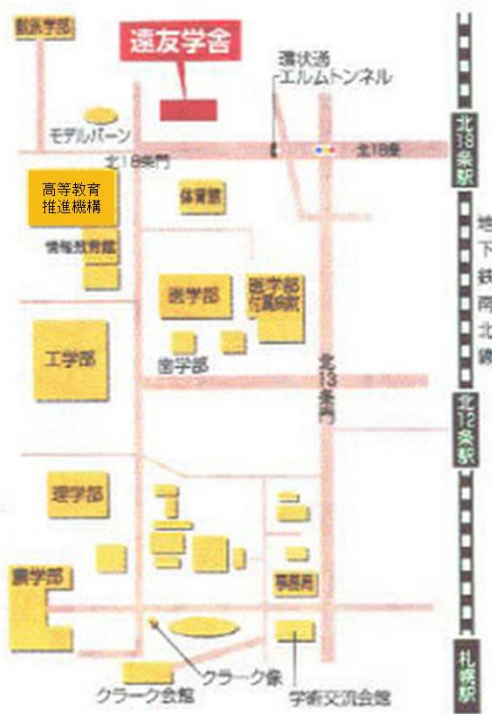 獣医学部
遠友学舎
環状通
エルムトンネル
モデルバーン
北18条門
北18条
北18条駅
高等教育
推進機構
体育館
情報教育館
地下鉄南北線
医学部
医学部
付属病院
工学部
歯学部
北13条門
北12条駅
理学部
農学部
事務局
クラーク像
クラーク会館
学術交流会館
札幌駅